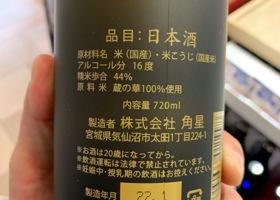 品目:日本酒
原材料名 米(国産)・米こうじ(国産米)
アルコール分 16度
精米歩合 44%
原料米 蔵の華100%使用
内容量 720ml
製造者 株式会社 角星
宮城県気仙沼市太田1丁目224-1
※お酒は20歳になってから。
※飲酒運転は法律で禁止されています。
※妊娠中・授乳期の飲酒はお控えください。
製造年月 22.1